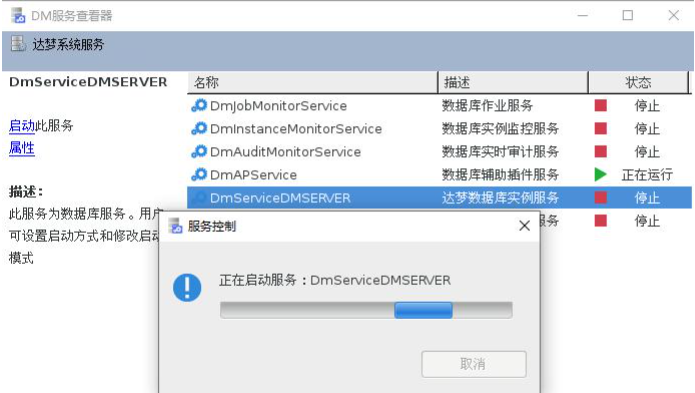 DM服务查看器
达梦系统服务
DmServiceDMSERVER
启动此服务
属性
描述：
此服务为数据库服务。用户
可设置启动方式和修改启动
模式
名称 描述 状态
DmJobMonitorService 数据库作业服务 停止
DmInstanceMonitorService 数据库实例监控服务 停止
DmAuditMonitorService 数据库实时审计服务 停止
DmAPService 数据库辅助插件服务 正在运行
DmServiceDMSERVER 达梦数据库实例服务 停止
服务 停止
服务控制
正在启动服务：DmServiceDMSERVER
取消